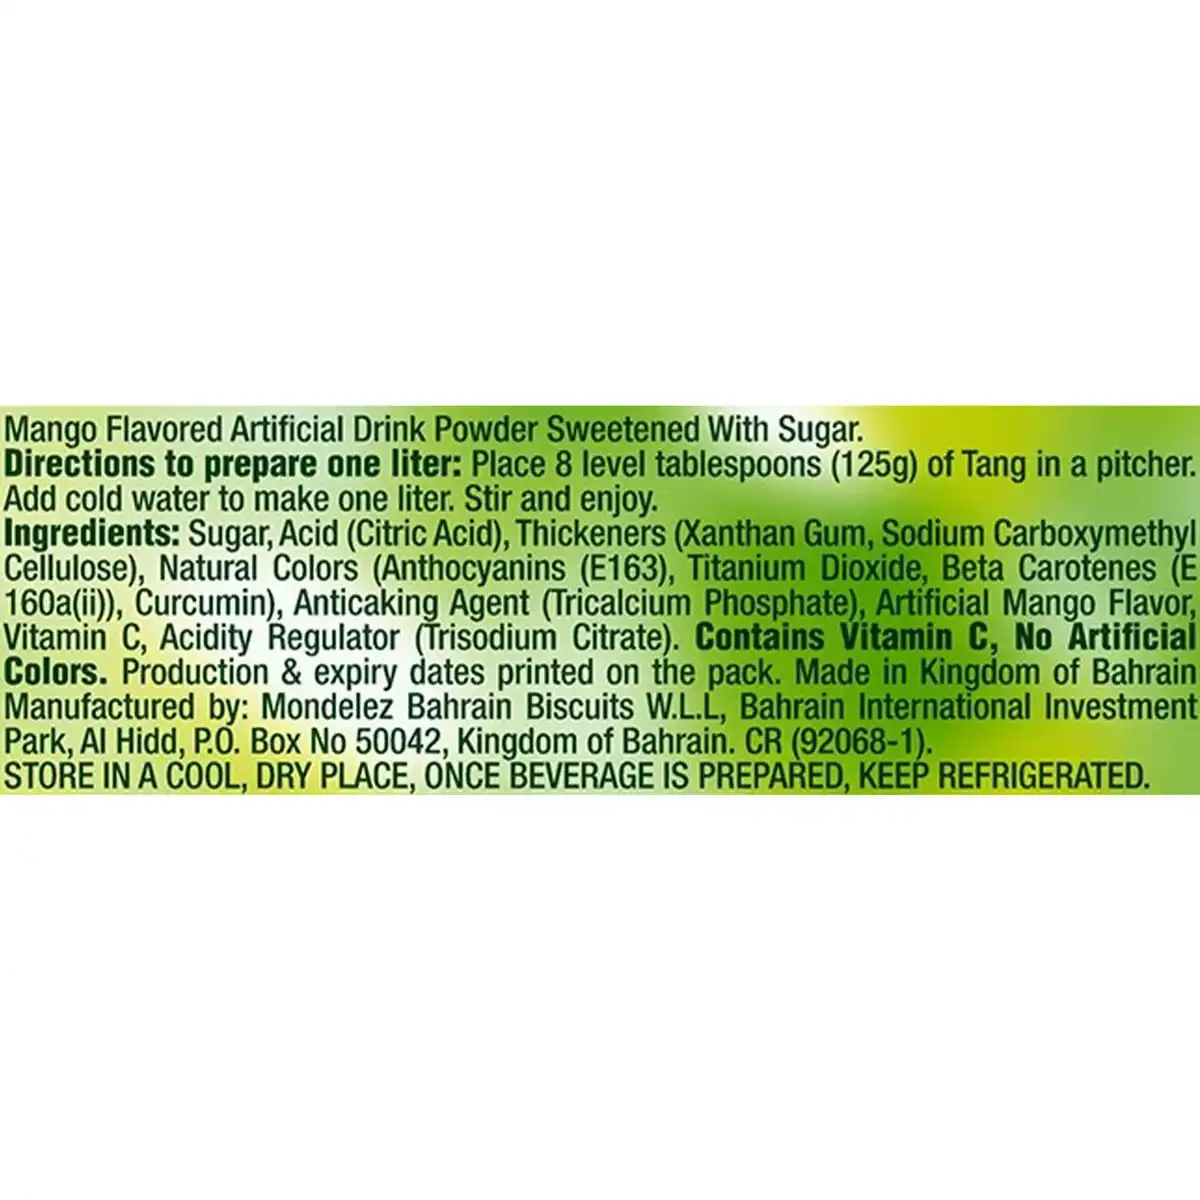 Mango Flavored Artificial Drink Powder Sweetened With Sugar.
Directions to prepare one liter: Place 8 level tablespoons (125g) of Tang in a pitcher.
Add cold water to make one liter. Stir and enjoy.
Ingredients: Sugar, Acid (Citric Acid), Thickeners (Xanthan Gum, Sodium Carboxymethyl
Cellulose), Natural Colors (Anthocyanins (E163), Titanium Dioxide, Beta Carotenes (E
160a(ii)), Curcumin), Anticaking Agent (Tricalcium Phosphate), Artificial Mango Flavor,
Vitamin C, Acidity Regulator (Trisodium Citrate). Contains Vitamin C, No Artificial
Colors. Production & expiry dates printed on the pack. Made in Kingdom of Bahrain
Manufactured by: Mondelez Bahrain Biscuits W.L.L, Bahrain International Investment
Park, Al Hidd, P.O. Box No 50042, Kingdom of Bahrain. CR (92068-1).
STORE IN A COOL, DRY PLACE, ONCE BEVERAGE IS PREPARED, KEEP REFRIGERATED.